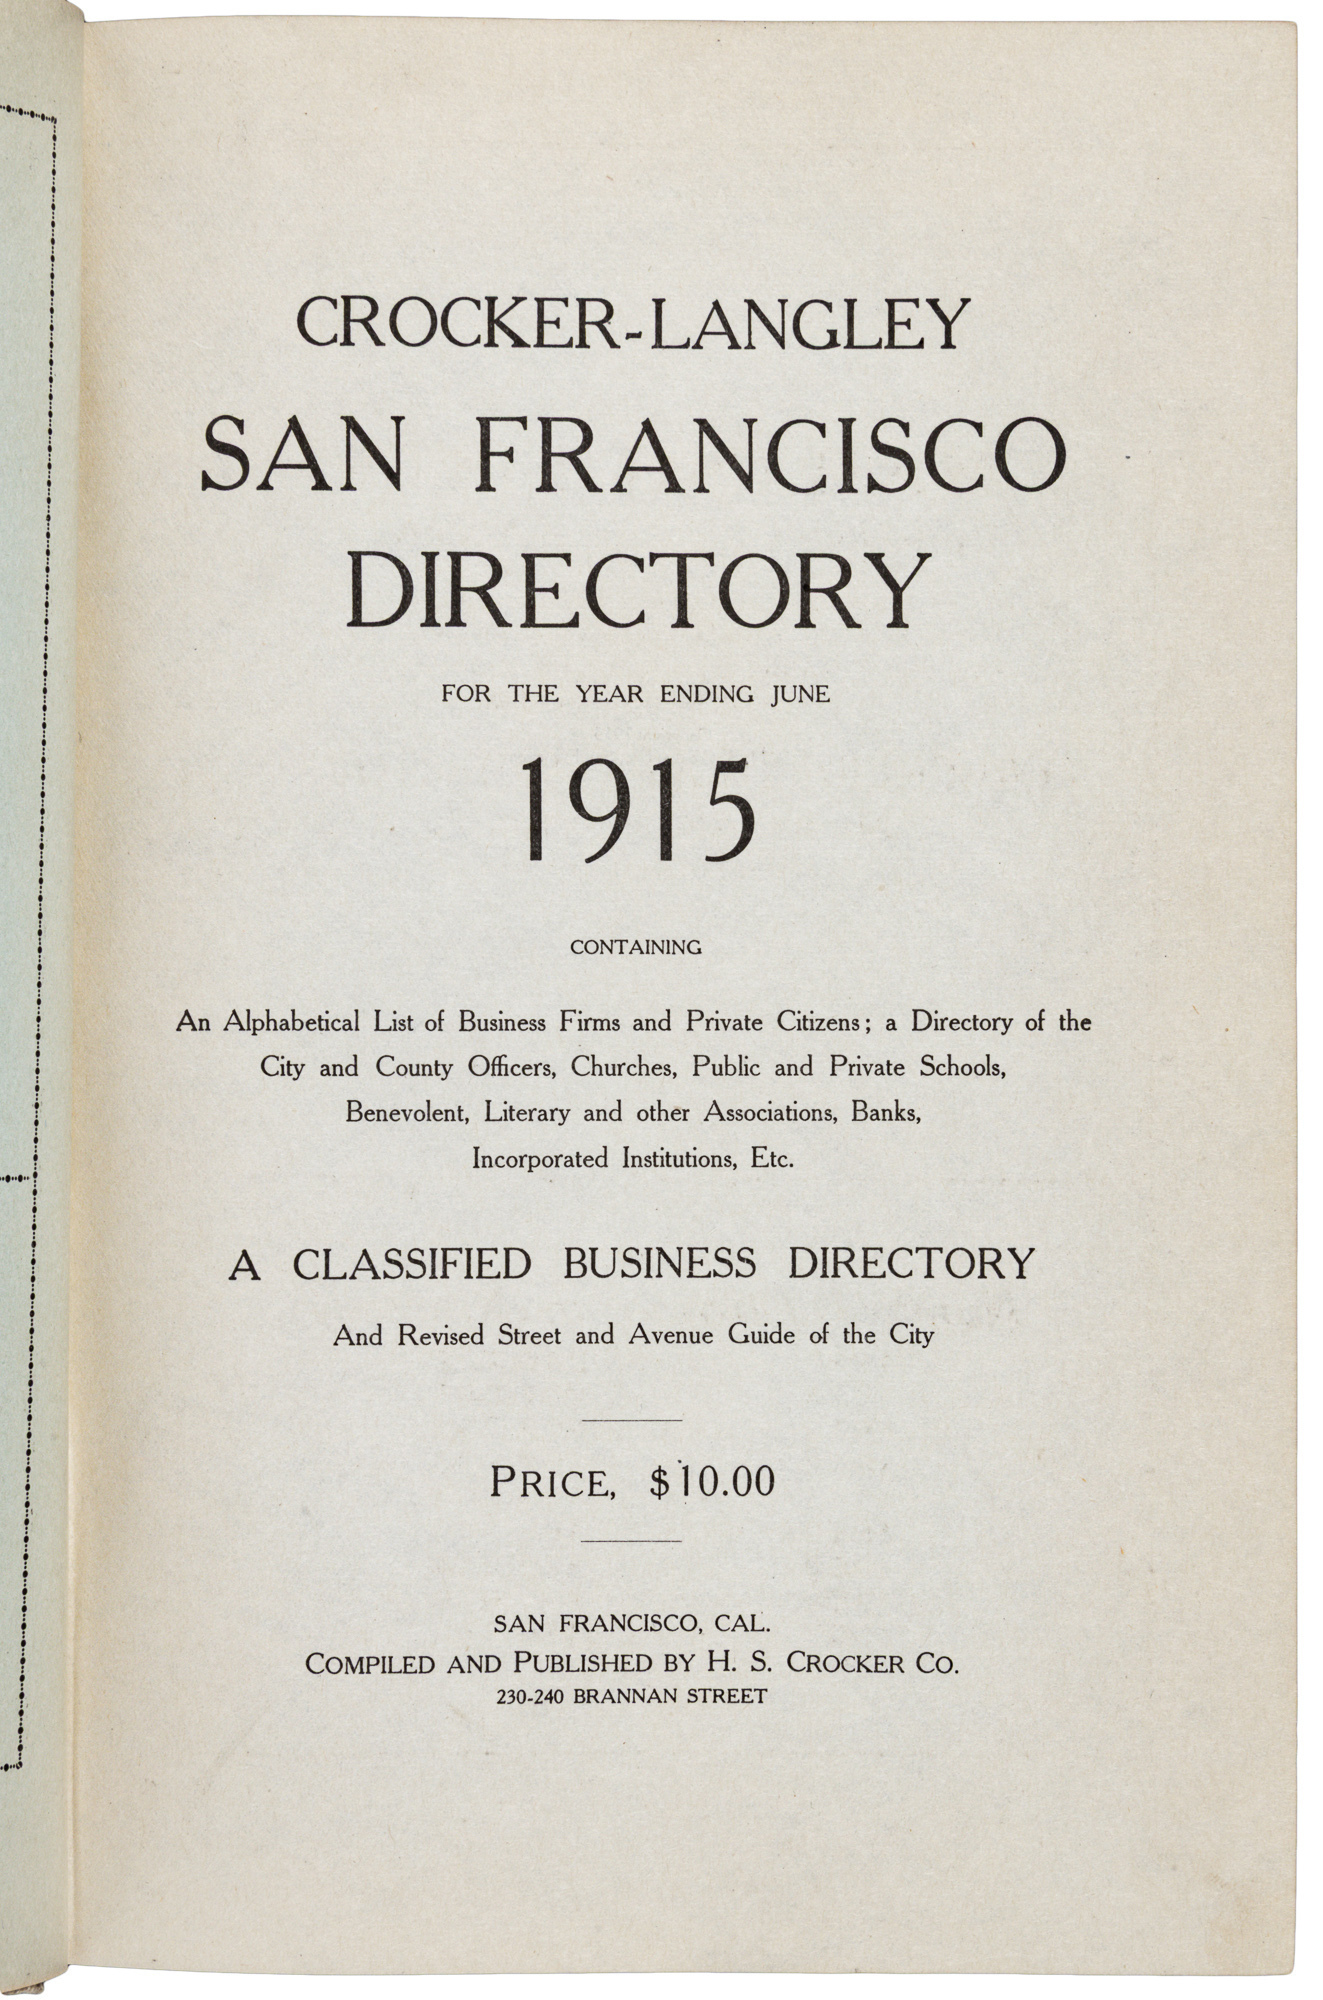 CROCKER-LANGLEY
SAN FRANCISCO
DIRECTORY
FOR THE YEAR ENDING JUNE
1915
CONTAINING
An Alphabetical List of Business Firms and Private Citizens; a Directory of the
City and County Officers, Churches, Public and Private Schools,
Benevolent, Literary and other Associations, Banks,
Incorporated Institutions, Etc.
A CLASSIFIED BUSINESS DIRECTORY
And Revised Street and Avenue Guide of the City
PRICE, $10.00
SAN FRANCISCO, CAL.
COMPILED AND PUBLISHED BY H. S. CROCKER CO.
230-240 BRANNAN STREET